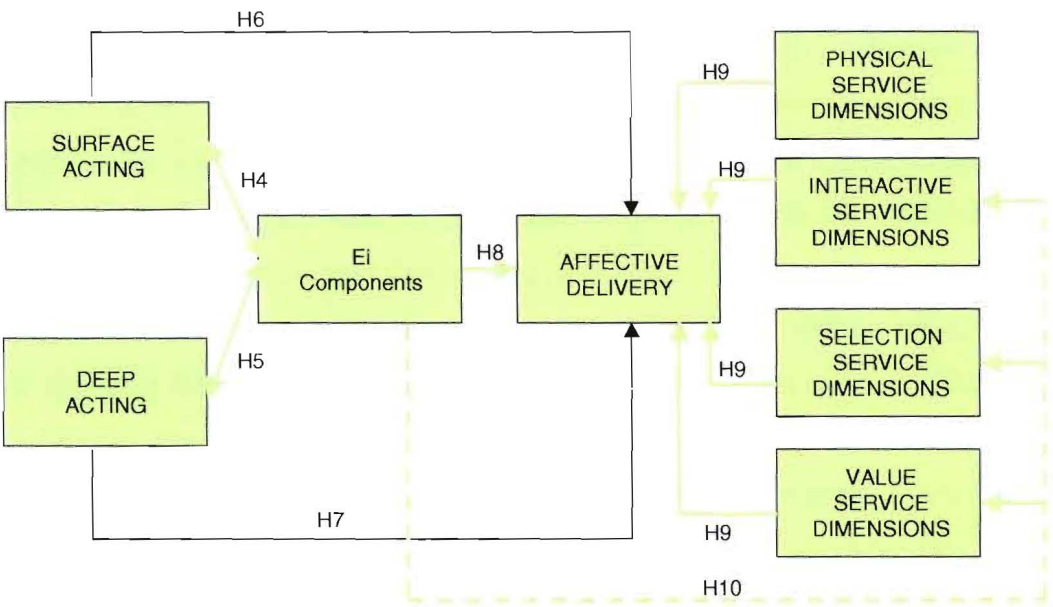 H6
PHYSICAL
SERVICE
DIMENSIONS
H9
SURFACE
ACTING
H4
H9
INTERACTIVE
SERVICE
DIMENSIONS
Ei
Components
H8
AFFECTIVE
DELIVERY
H5
DEEP
ACTING
H9
SELECTION
SERVICE
DIMENSIONS
H7
H9
VALUE
SERVICE
DIMENSIONS
H10